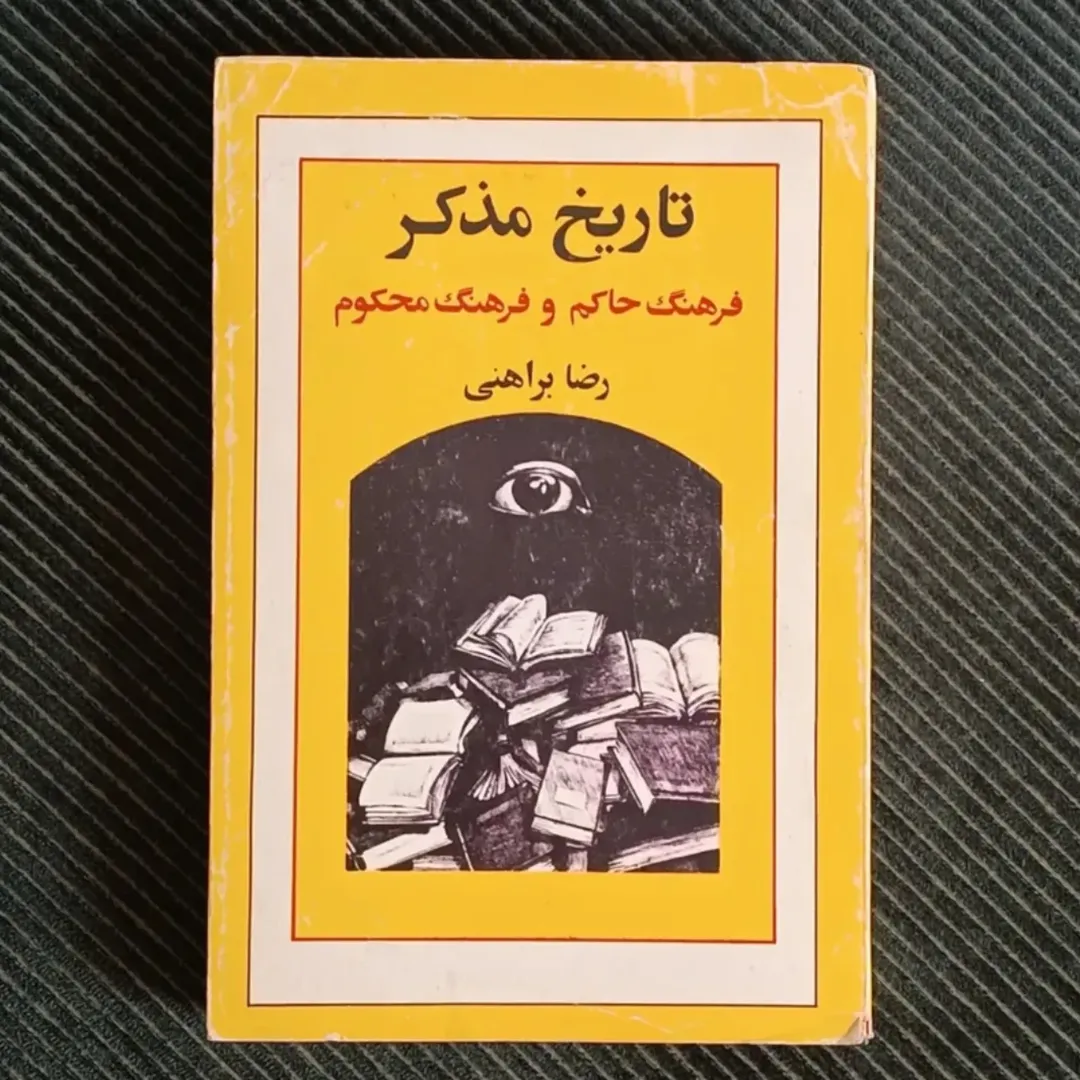 تاریخ مذکر
فرهنگ حاکم و فرهنگ محکوم
رضا براهنی